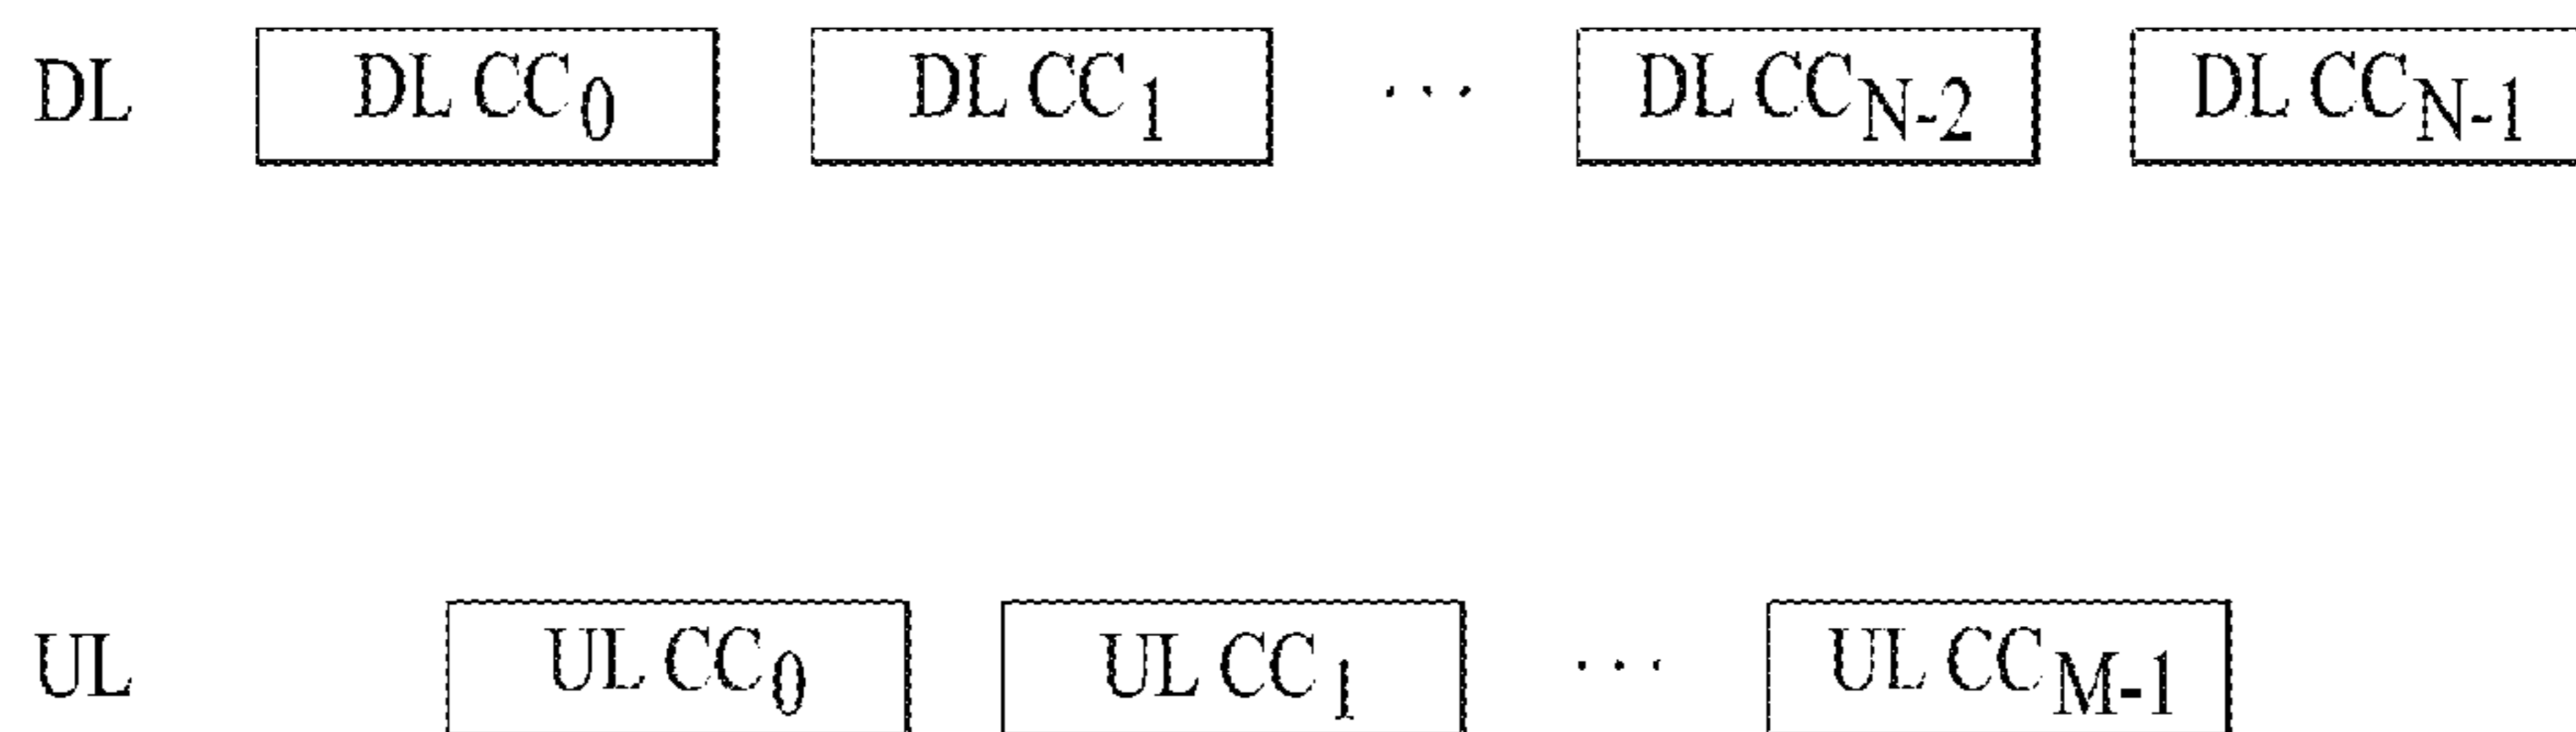 DL DL CC0 DL CC1 ... DL CCN-2 DL CCN-1
UL UL CC0 UL CC1 ... UL CCM-1